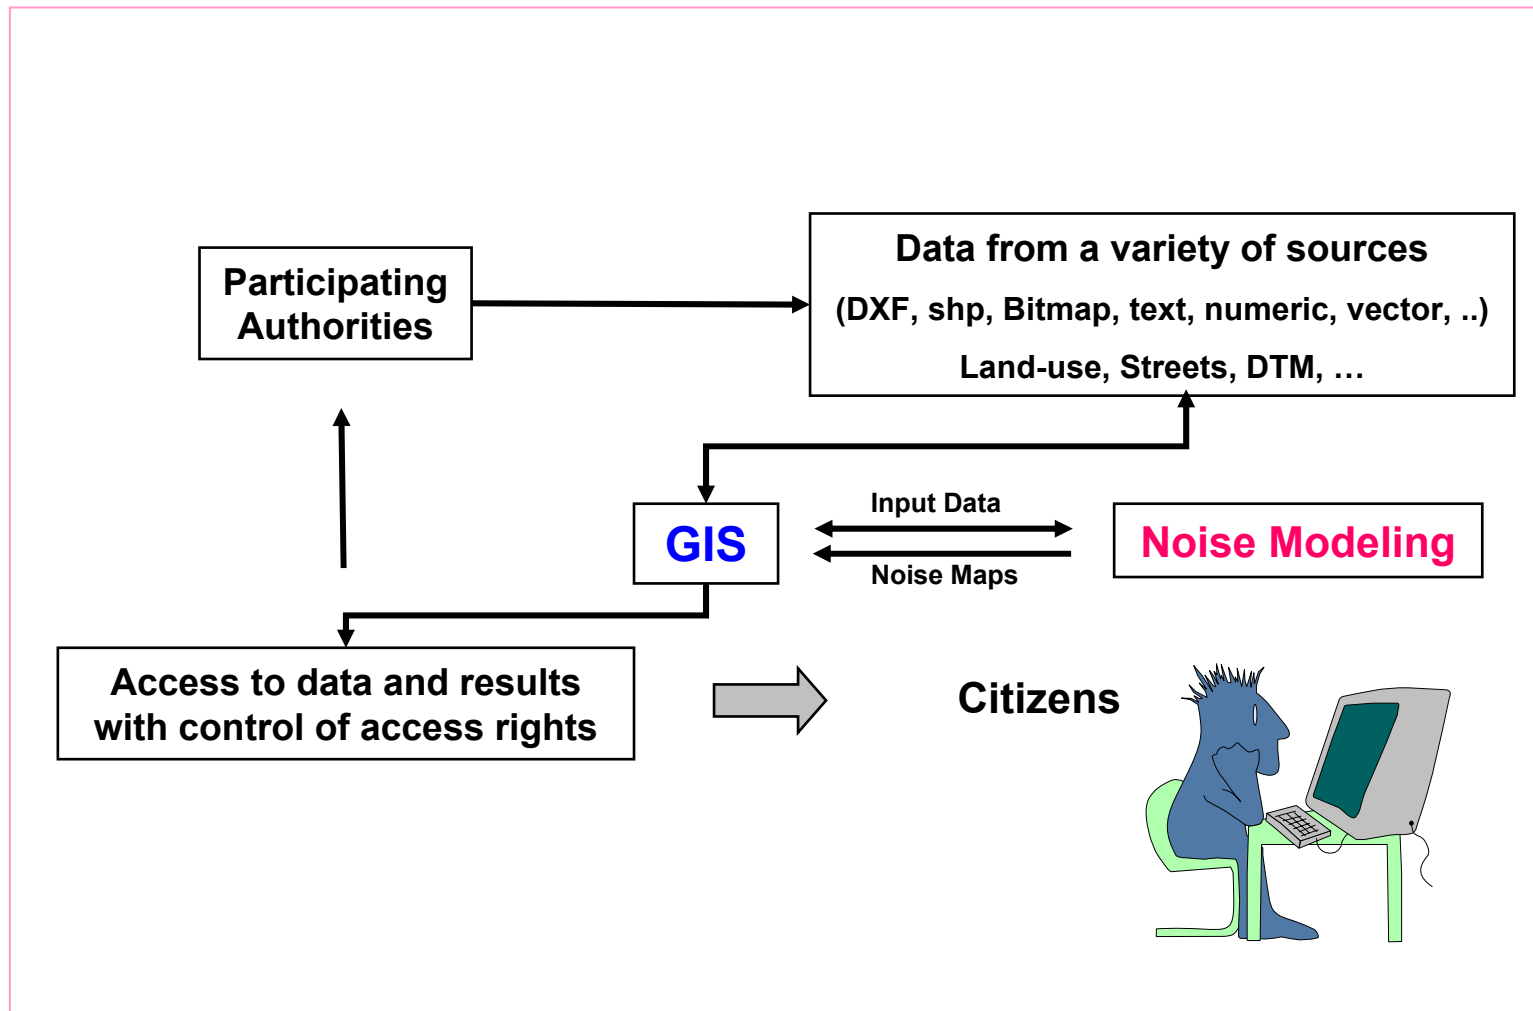 Participating
Authorities
Data from a variety of sources
(DXF, shp, Bitmap, text, numeric, vector, ..)
Land-use, Streets, DTM, …
GIS
Input Data
Noise Maps
Noise Modeling
Access to data and results
with control of access rights
Citizens